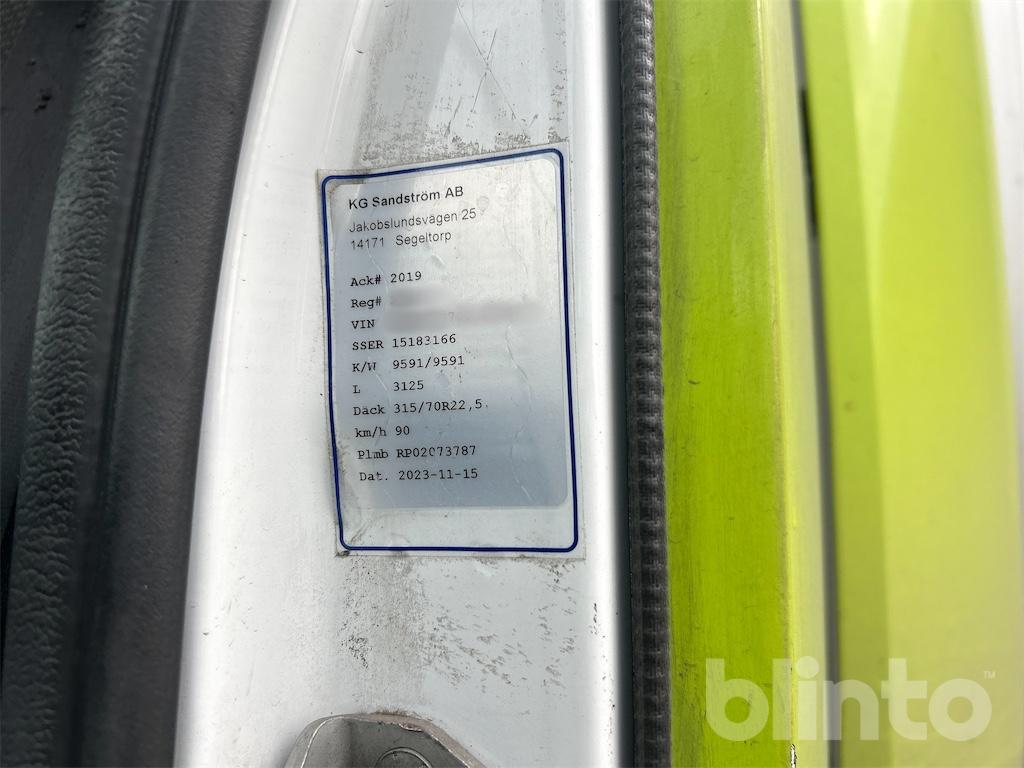 KG Sandström AB
Jakobslundsvägen 25
14171 Segeltorp
Ack# 2019
Reg#
VIN
SSER 15183166
K/W 9591/9591
L 3125
Däck 315/70R22,5
km/h 90
Plmb RP02073787
Dat. 2023-11-15
blinto™